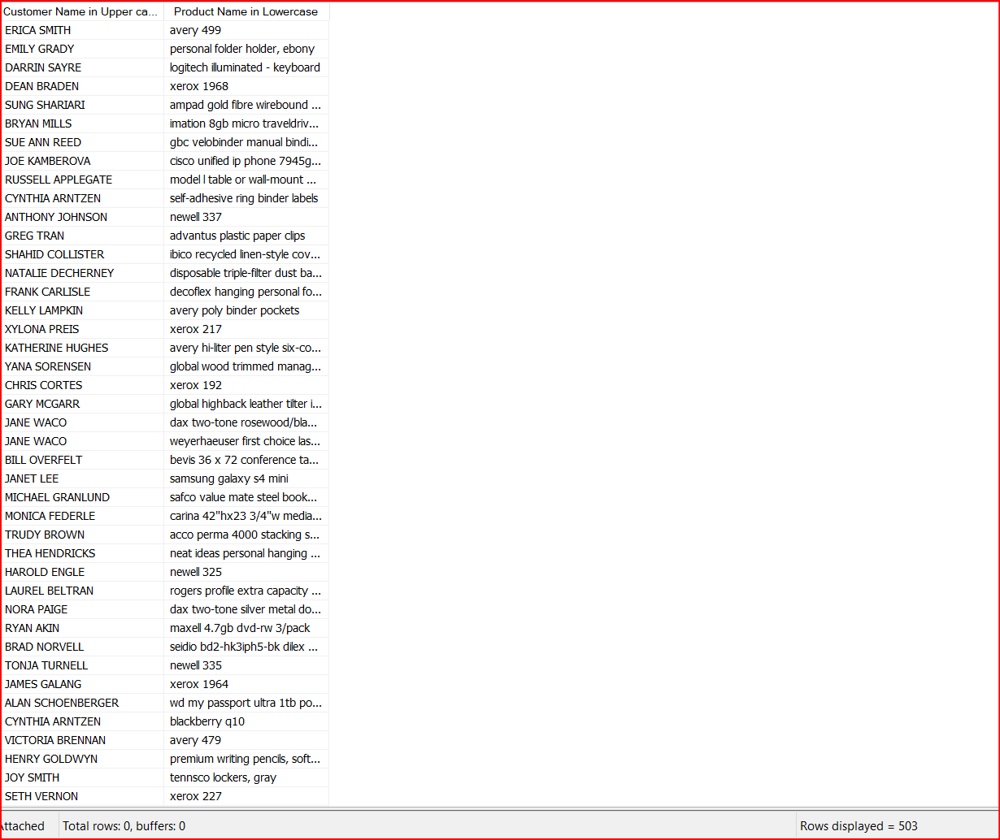 Customer Name in Upper ca... Product Name in Lowercase
ERICA SMITH avery 499
EMILY GRADY personal folder holder, ebony
DARRIN SAYRE logitech illuminated - keyboard
DEAN BRADEN xerox 1968
SUNG SHARIARI ampad gold fibre wirebound ...
BRYAN MILLS imation 8gb micro traveldriv...
SUE ANN REED gbc velobinder manual bindi...
JOE KAMBEROVA cisco unified ip phone 7945g...
RUSSELL APPLEGATE model l table or wall-mount ...
CYNTHIA ARNTZEN self-adhesive ring binder labels
ANTHONY JOHNSON newell 337
GREG TRAN advantus plastic paper clips
SHAHID COLLISTER ibico recycled linen-style cov...
NATALIE DECHERNEY disposable triple-filter dust ba...
FRANK CARLISLE decoflex hanging personal fo...
KELLY LAMPKIN avery poly binder pockets
XYLONA PREIS xerox 217
KATHERINE HUGHES avery hi-liter pen style six-co...
YANA SORENSEN global wood trimmed manag...
CHRIS CORTES xerox 192
GARY MCGARR global highback leather tilter i...
JANE WACO dax two-tone rosewood/bla...
JANE WACO weyerhaeuser first choice las...
BILL OVERFELT bevis 36 x 72 conference ta...
JANET LEE samsung galaxy s4 mini
MICHAEL GRANLUND safco value mate steel book...
MONICA FEDERLE carina 42"hx23 3/4"w media...
TRUDY BROWN acco perma 4000 stacking s...
THEA HENDRICKS neat ideas personal hanging ...
HAROLD ENGLE newell 325
LAUREL BELTRAN rogers profile extra capacity ...
NORA PAIGE dax two-tone silver metal do...
RYAN AKIN maxell 4.7gb dvd-rw 3/pack
BRAD NORVELL seidio bd2-hk3iph5-bk dilex ...
TONJA TURNELL newell 335
JAMES GALANG xerox 1964
ALAN SCHOENBERGER wd my passport ultra 1tb po...
CYNTHIA ARNTZEN blackberry q10
VICTORIA BRENNAN avery 479
HENRY GOLDWYN premium writing pencils, soft...
JOY SMITH tennsco lockers, gray
SETH VERNON xerox 227
ttached Total rows: 0, buffers: 0 Rows displayed = 503